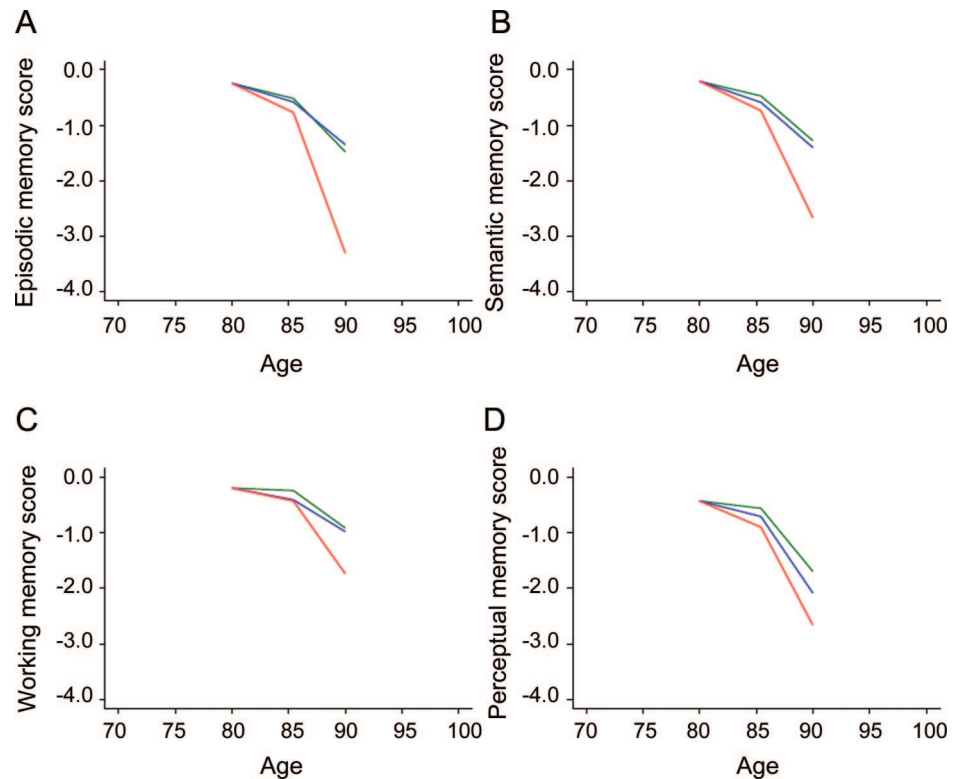 A
Episodic memory score
0.0
-1.0
-2.0
-3.0
-4.0
70 75 80 85 90 95 100
Age
B
Semantic memory score
0.0
-1.0
-2.0
-3.0
-4.0
70 75 80 85 90 95 100
Age
C
Working memory score
0.0
-1.0
-2.0
-3.0
-4.0
70 75 80 85 90 95 100
Age
D
Perceptual memory score
0.0
-1.0
-2.0
-3.0
-4.0
70 75 80 85 90 95 100
Age